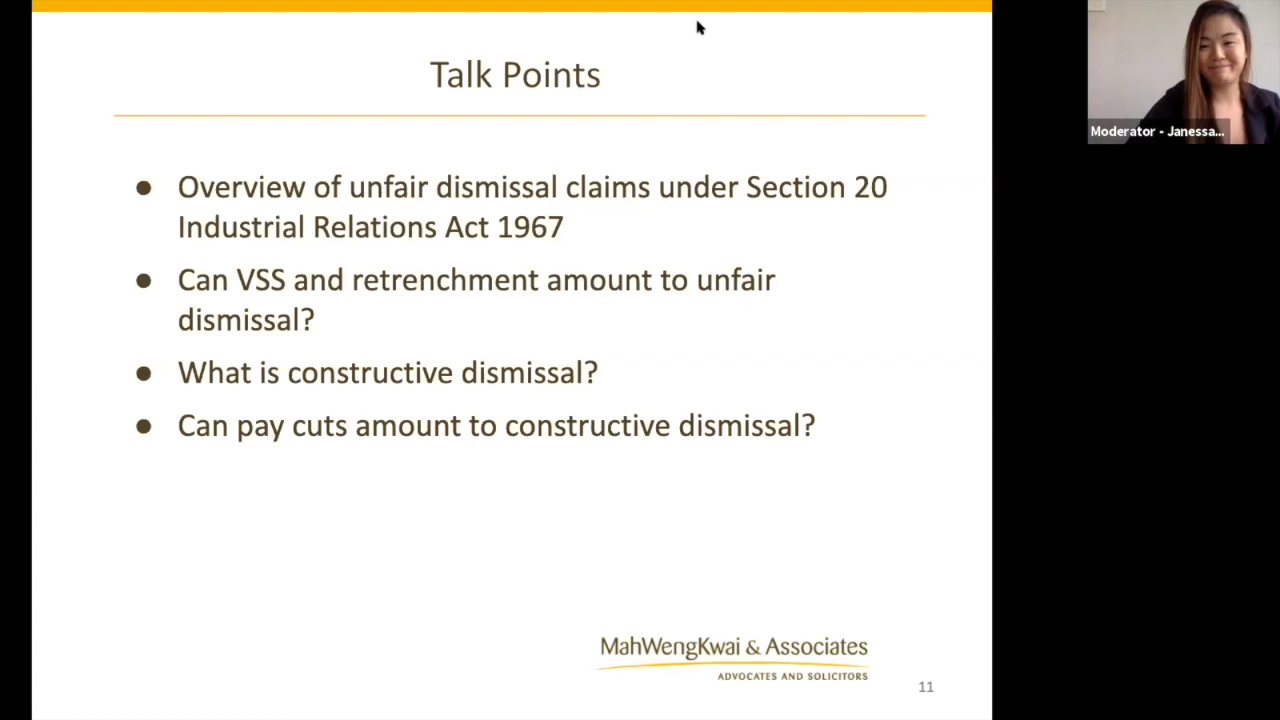 Talk Points
● Overview of unfair dismissal claims under Section 20
Industrial Relations Act 1967
● Can VSS and retrenchment amount to unfair
dismissal?
● What is constructive dismissal?
● Can pay cuts amount to constructive dismissal?
MahWengKwai & Associates
ADVOCATES AND SOLICITORS
11
Moderator - Janessa...